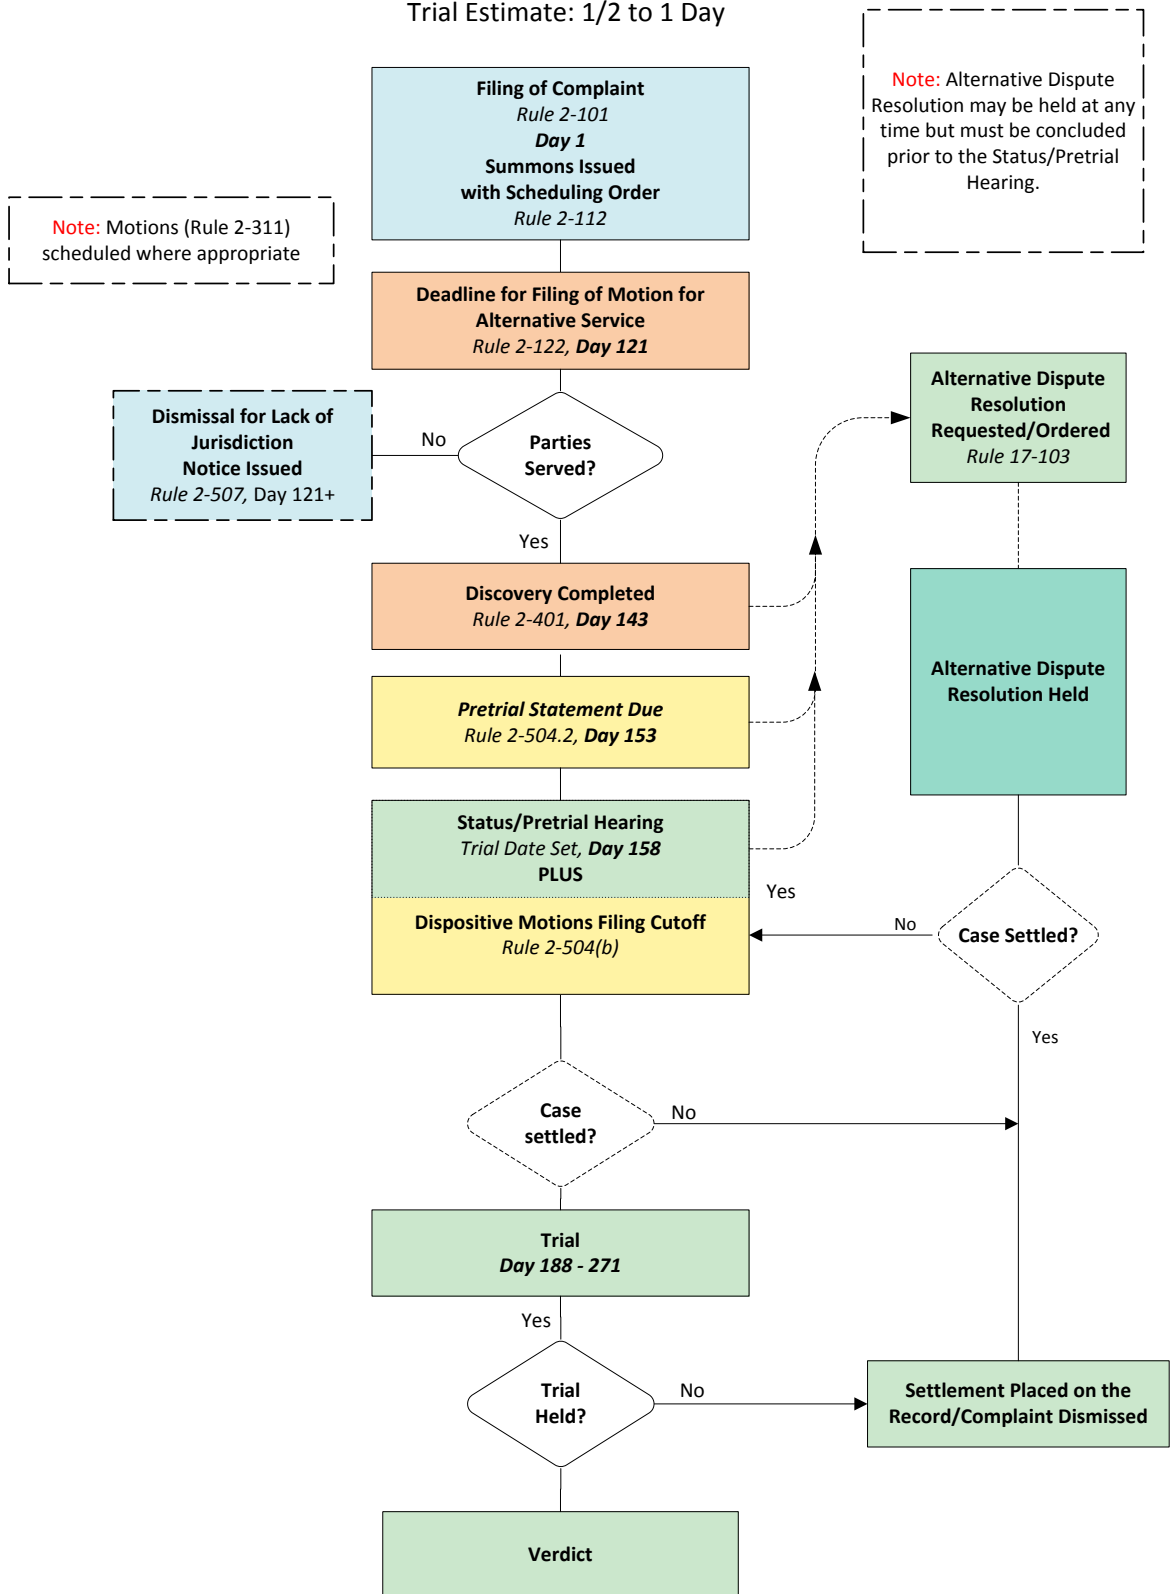 Trial Estimate: 1/2 to 1 Day
Filing of Complaint
Rule 2-101
Day 1
Summons Issued
with Scheduling Order
Rule 2-112
Note: Alternative Dispute
Resolution may be held at any
time but must be concluded
prior to the Status/Pretrial
Hearing.
Note: Motions (Rule 2-311)
scheduled where appropriate
Deadline for Filing of Motion for
Alternative Service
Rule 2-122, Day 121
Dismissal for Lack of
Jurisdiction
Notice Issued
Rule 2-507, Day 121+
No
Parties
Served?
Alternative Dispute
Resolution
Requested/Ordered
Rule 17-103
Yes
Discovery Completed
Rule 2-401, Day 143
Alternative Dispute
Resolution Held
Pretrial Statement Due
Rule 2-504.2, Day 153
Status/Pretrial Hearing
Trial Date Set, Day 158
PLUS
Yes
Dispositive Motions Filing Cutoff
Rule 2-504(b)
No
Case Settled?
Yes
Case
settled?
No
Trial
Day 188 - 271
Yes
Trial
Held?
No
Settlement Placed on the
Record/Complaint Dismissed
Verdict